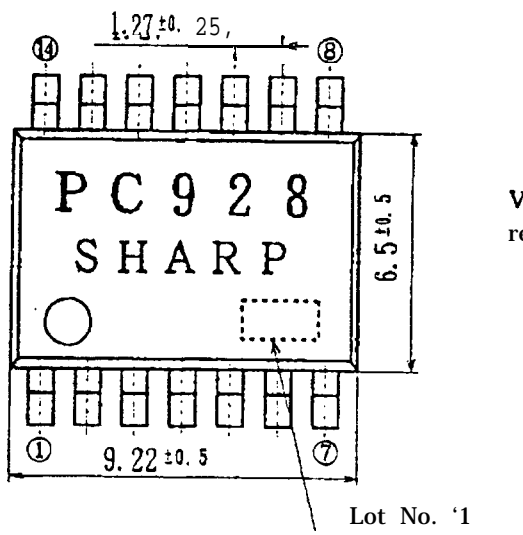 1.27±0. 25,
⑭ ⑧
PC928
SHARP
6.5±0.5
① ⑦
9.22±0.5
Lot No. '1
V
re